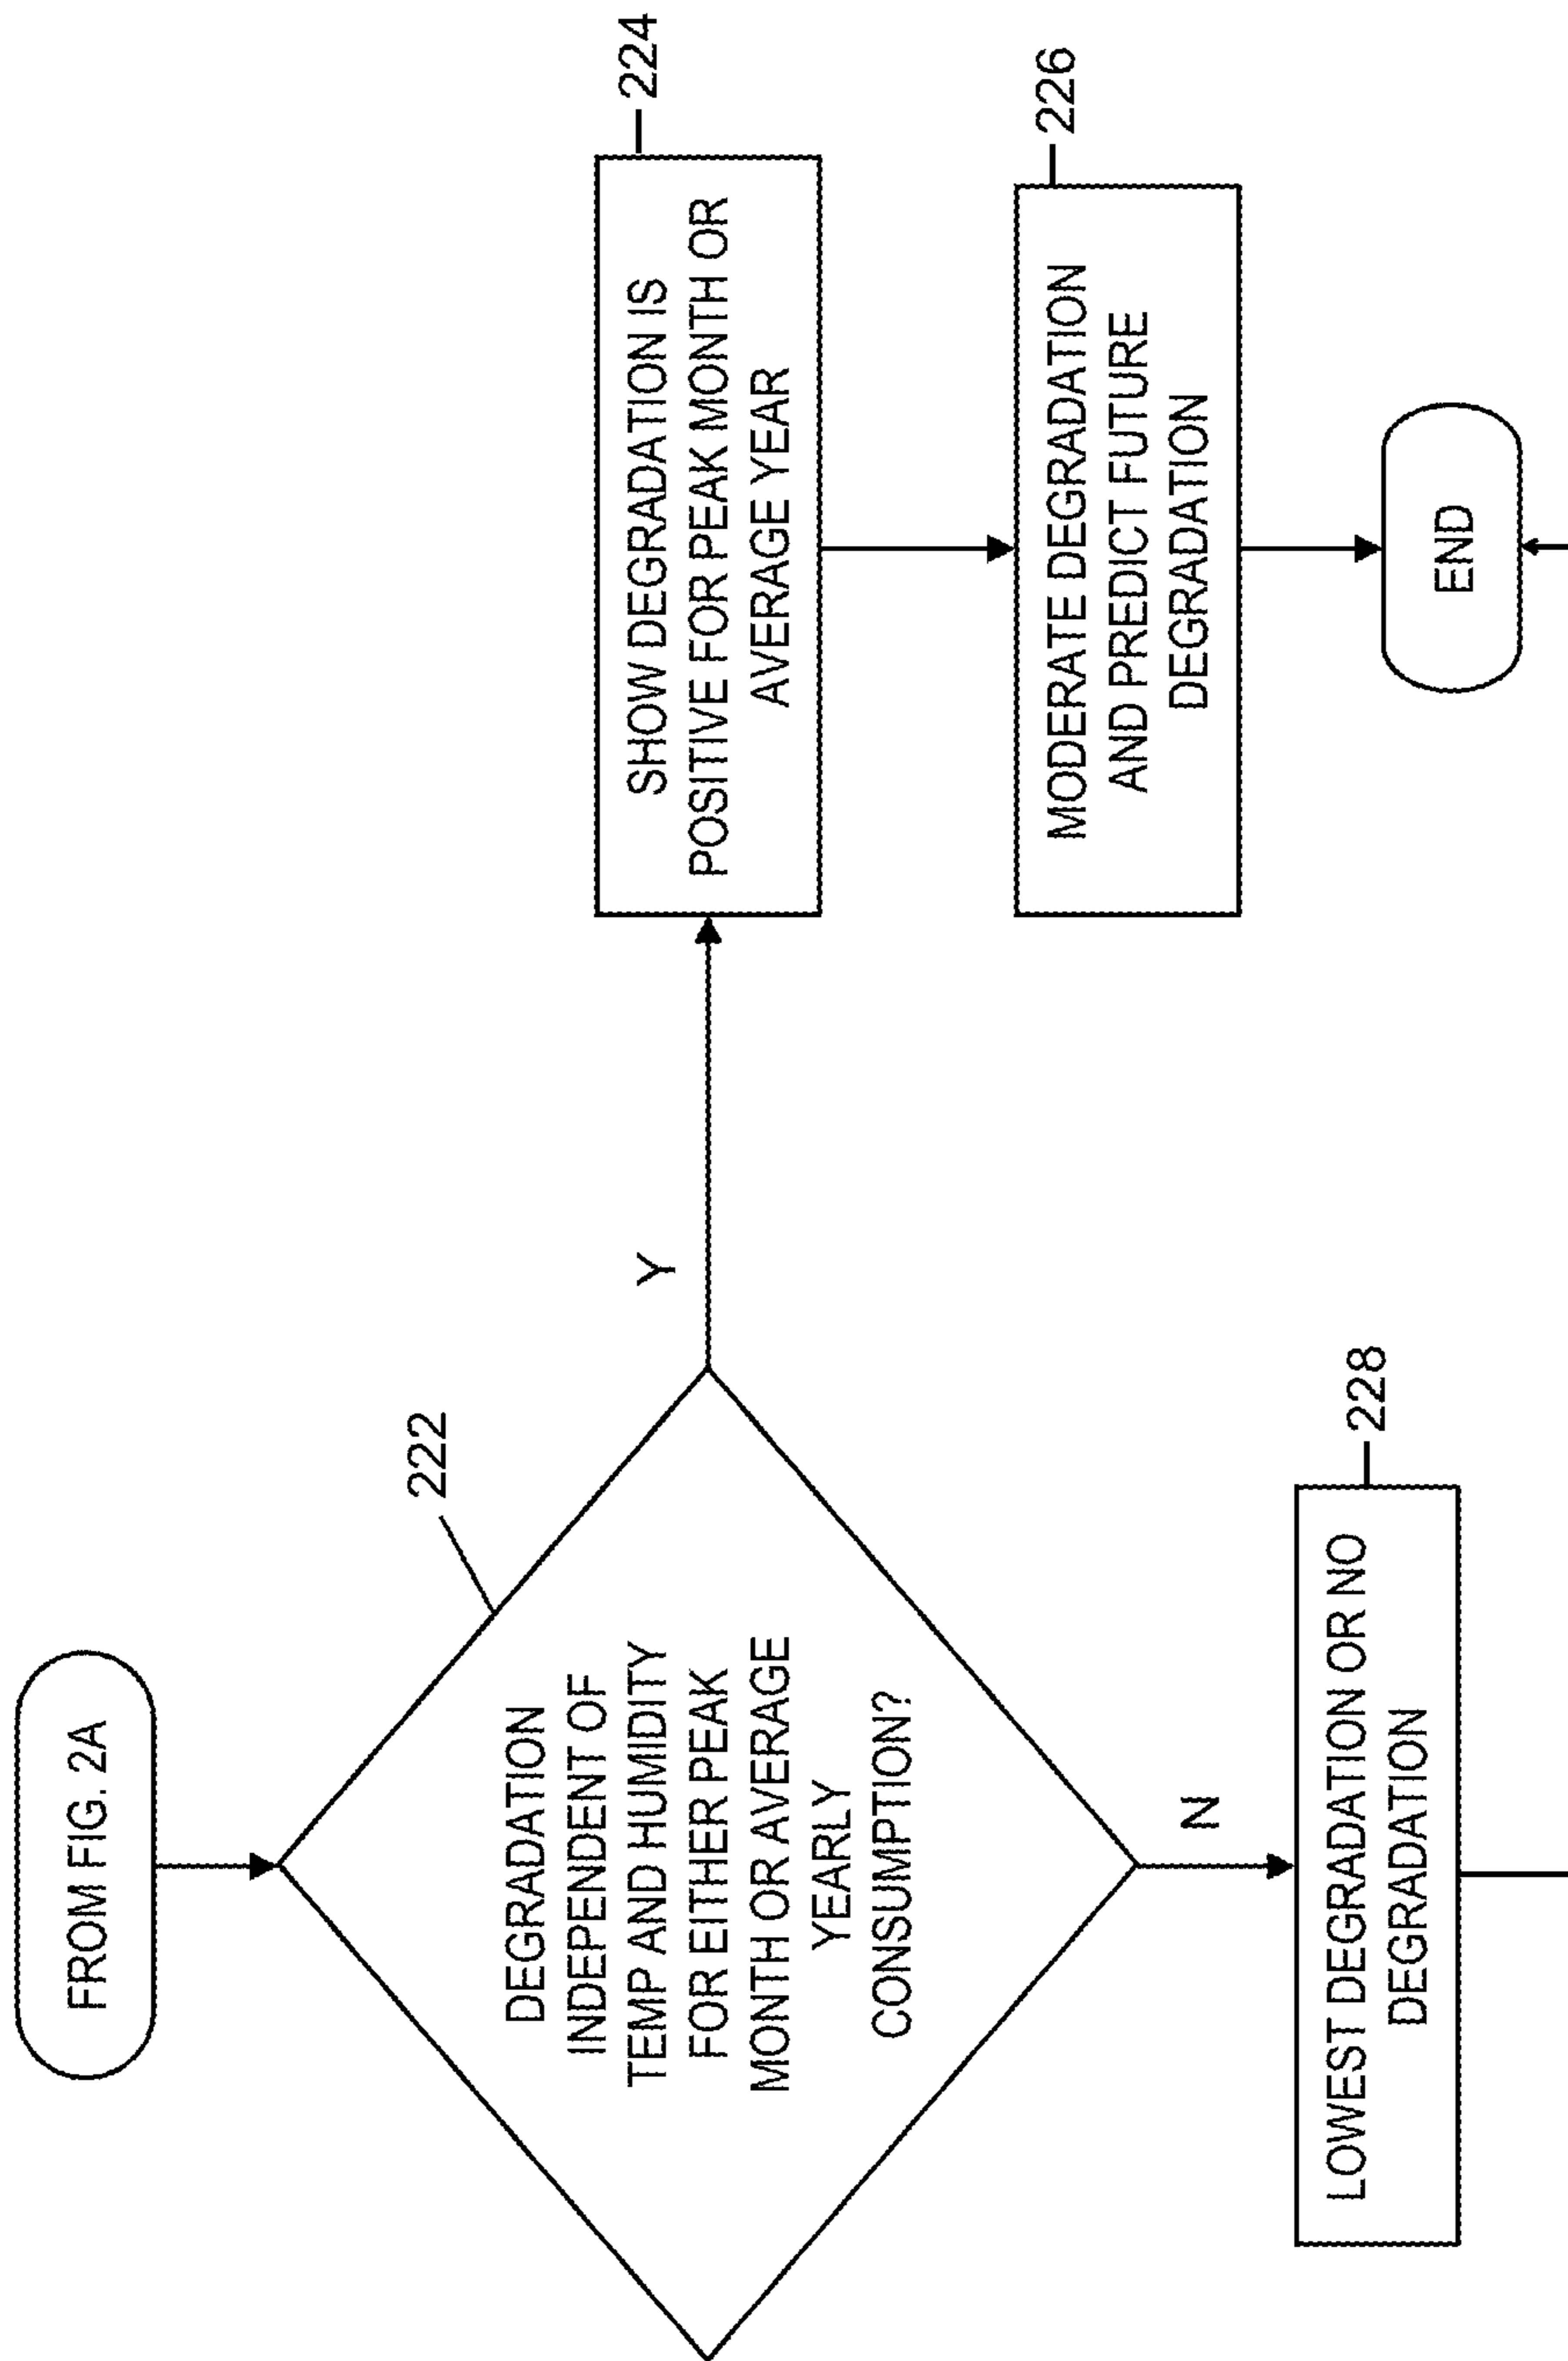 FROM FIG. 2A
222
DEGRADATION
INDEPENDENT OF
TEMP AND HUMIDITY
FOR EITHER PEAK
MONTH OR AVERAGE
YEARLY
CONSUMPTION?
Y
224
SHOW DEGRADATION IS
POSITIVE FOR PEAK MONTH OR
AVERAGE YEAR
226
MODERATE DEGRADATION
AND PREDICT FUTURE
DEGRADATION
N
228
LOWEST DEGRADATION OR NO
DEGRADATION
END